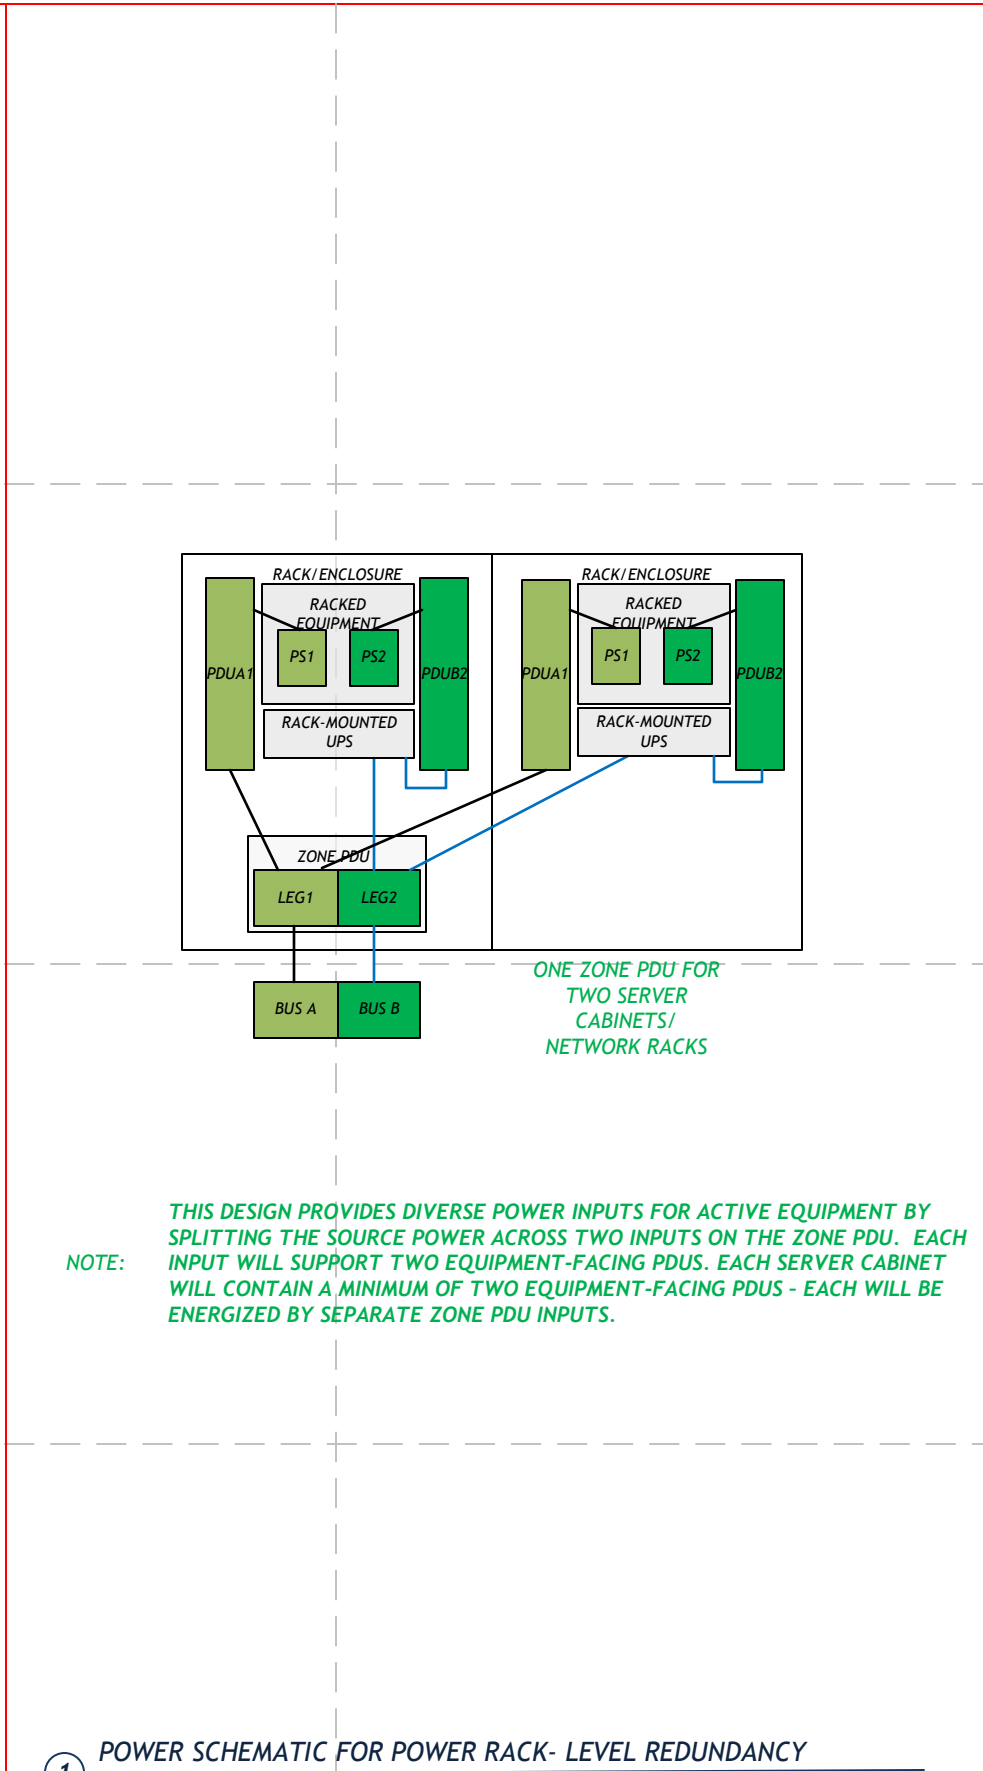 RACK/ENCLOSURE
RACKED
EQUIPMENT
PS1
PS2
PDUA1
PDUB2
RACK-MOUNTED
UPS
RACK/ENCLOSURE
RACKED
EQUIPMENT
PS1
PS2
PDUA1
PDUB2
RACK-MOUNTED
UPS
ZONE PDU
LEG1
LEG2
BUS A
BUS B
ONE ZONE PDU FOR
TWO SERVER
CABINETS/
NETWORK RACKS
NOTE:
THIS DESIGN PROVIDES DIVERSE POWER INPUTS FOR ACTIVE EQUIPMENT BY
SPLITTING THE SOURCE POWER ACROSS TWO INPUTS ON THE ZONE PDU.  EACH
INPUT WILL SUPPORT TWO EQUIPMENT-FACING PDUS. EACH SERVER CABINET
WILL CONTAIN A MINIMUM OF TWO EQUIPMENT-FACING PDUS – EACH WILL BE
ENERGIZED BY SEPARATE ZONE PDU INPUTS.
1
POWER SCHEMATIC FOR POWER RACK- LEVEL REDUNDANCY